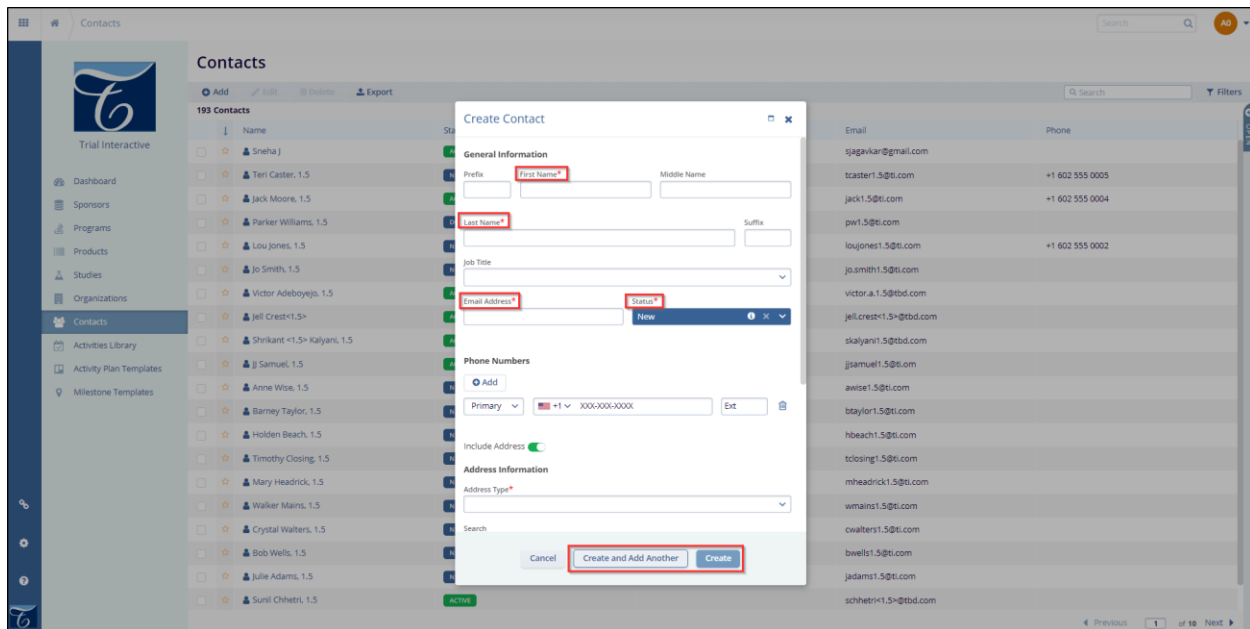 Contacts
Search
AO
Trial Interactive
Dashboard
Sponsors
Programs
Products
Studies
Organizations
Contacts
Activities Library
Activity Plan Templates
Milestone Templates
Contacts
Add Edit Delete Export
Search
Filters
193 Contacts
Name Email Phone
Sneha J sjagavkar@gmail.com
Teri Caster, 1.5 tcaster1.5@ti.com +1 602 555 0005
Jack Moore, 1.5 jack1.5@ti.com +1 602 555 0004
Parker Williams, 1.5 pw1.5@ti.com
Lou Jones, 1.5 loujones1.5@ti.com +1 602 555 0002
Jo Smith, 1.5 jo.smith1.5@ti.com
Victor Adeboyejo, 1.5 victor.a.1.5@tbd.com
Jell Crest<1.5> jell.crest<1.5>@tbd.com
Shrikant <1.5> Kalyani, 1.5 skalyani1.5@tbd.com
JJ Samuel, 1.5 jjsamuel1.5@ti.com
Anne Wise, 1.5 awise1.5@ti.com
Barney Taylor, 1.5 btaylor1.5@ti.com
Holden Beach, 1.5 hbeach1.5@ti.com
Timothy Closing, 1.5 tclosing1.5@ti.com
Mary Headrick, 1.5 mheadrick1.5@ti.com
Walker Mains, 1.5 wmains1.5@ti.com
Crystal Walters, 1.5 cwalters1.5@ti.com
Bob Wells, 1.5 bwells1.5@ti.com
Julie Adams, 1.5 jadams1.5@ti.com
Sunil Chhetri, 1.5 ACTIVE schhetri<1.5>@tbd.com
Previous 1 of 10 Next
Create Contact
General Information
Prefix First Name* Middle Name
Last Name* Suffix
Job Title
Email Address* Status*
New
Phone Numbers
Add
Primary +1 XXX-XXX-XXXX Ext
Include Address
Address Information
Address Type*
Search
Cancel Create and Add Another Create